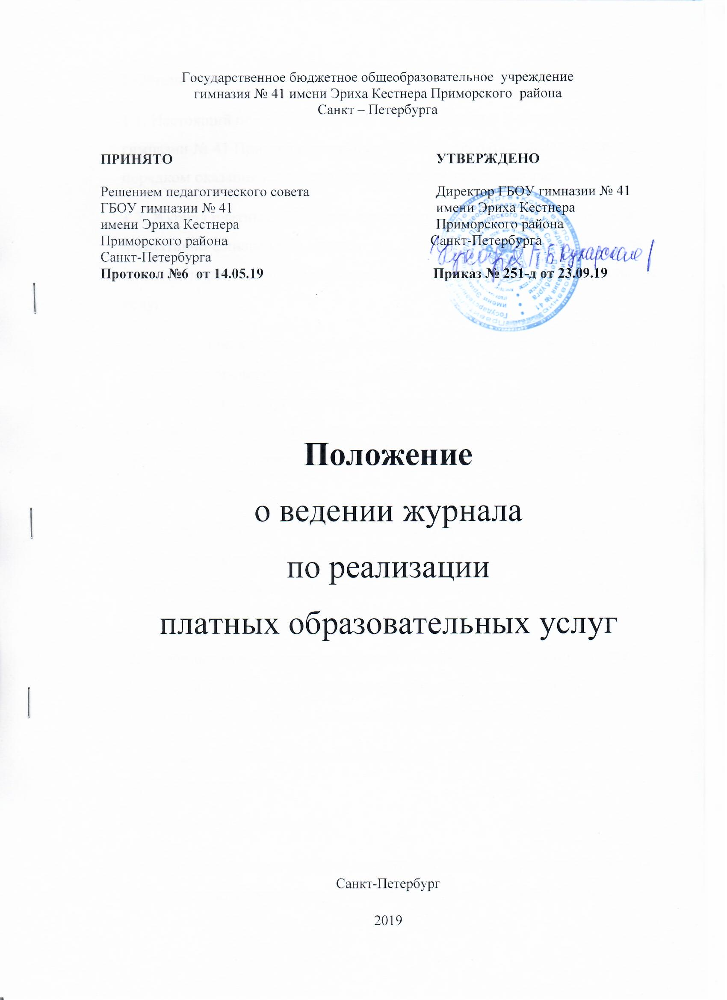 Государственное бюджетное общеобразовательное учреждение
гимназия № 41 имени Эриха Кестнера Приморского района
Санкт – Петербурга
ПРИНЯТО
Решением педагогического совета
ГБОУ гимназии № 41
имени Эриха Кестнера
Приморского района
Санкт-Петербурга
Протокол №6 от 14.05.19
УТВЕРЖДЕНО
Директор ГБОУ гимназии № 41
имени Эриха Кестнера
Приморского района
Санкт-Петербурга
Приказ № 251-д от 23.09.19
Положение
о ведении журнала
по реализации
платных образовательных услуг
Санкт-Петербург
2019